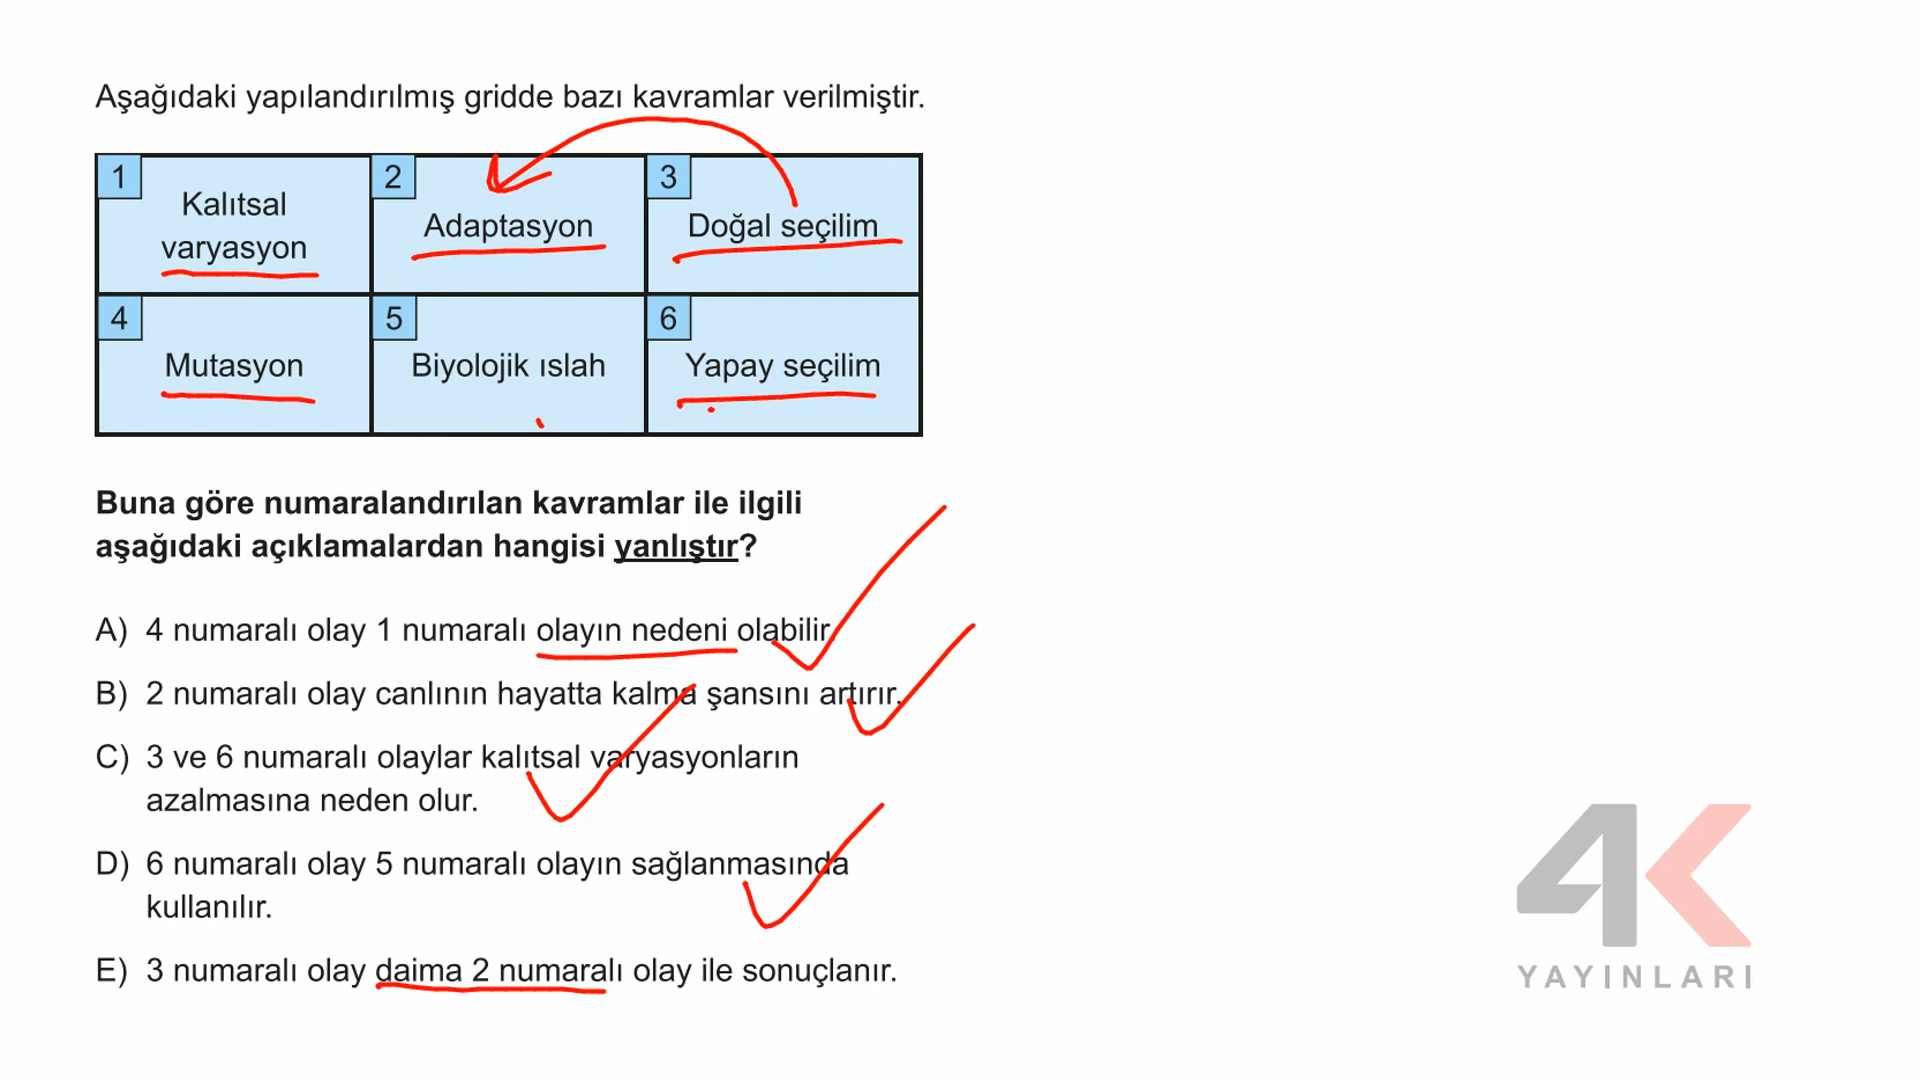 Aşağıdaki yapılandırılmış gridde bazı kavramlar verilmiştir.
1
Kalıtsal
varyasyon
2
Adaptasyon
3
Doğal seçilim
4
Mutasyon
5
Biyolojik ıslah
6
Yapay seçilim
Buna göre numaralandırılan kavramlar ile ilgili
aşağıdaki açıklamalardan hangisi yanlıştır?
A) 4 numaralı olay 1 numaralı olayın nedeni olabilir.
B) 2 numaralı olay canlının hayatta kalma şansını artırır.
C) 3 ve 6 numaralı olaylar kalıtsal varyasyonların
azalmasına neden olur.
D) 6 numaralı olay 5 numaralı olayın sağlanmasında
kullanılır.
E) 3 numaralı olay daima 2 numaralı olay ile sonuçlanır.
4K
YAYINLARI